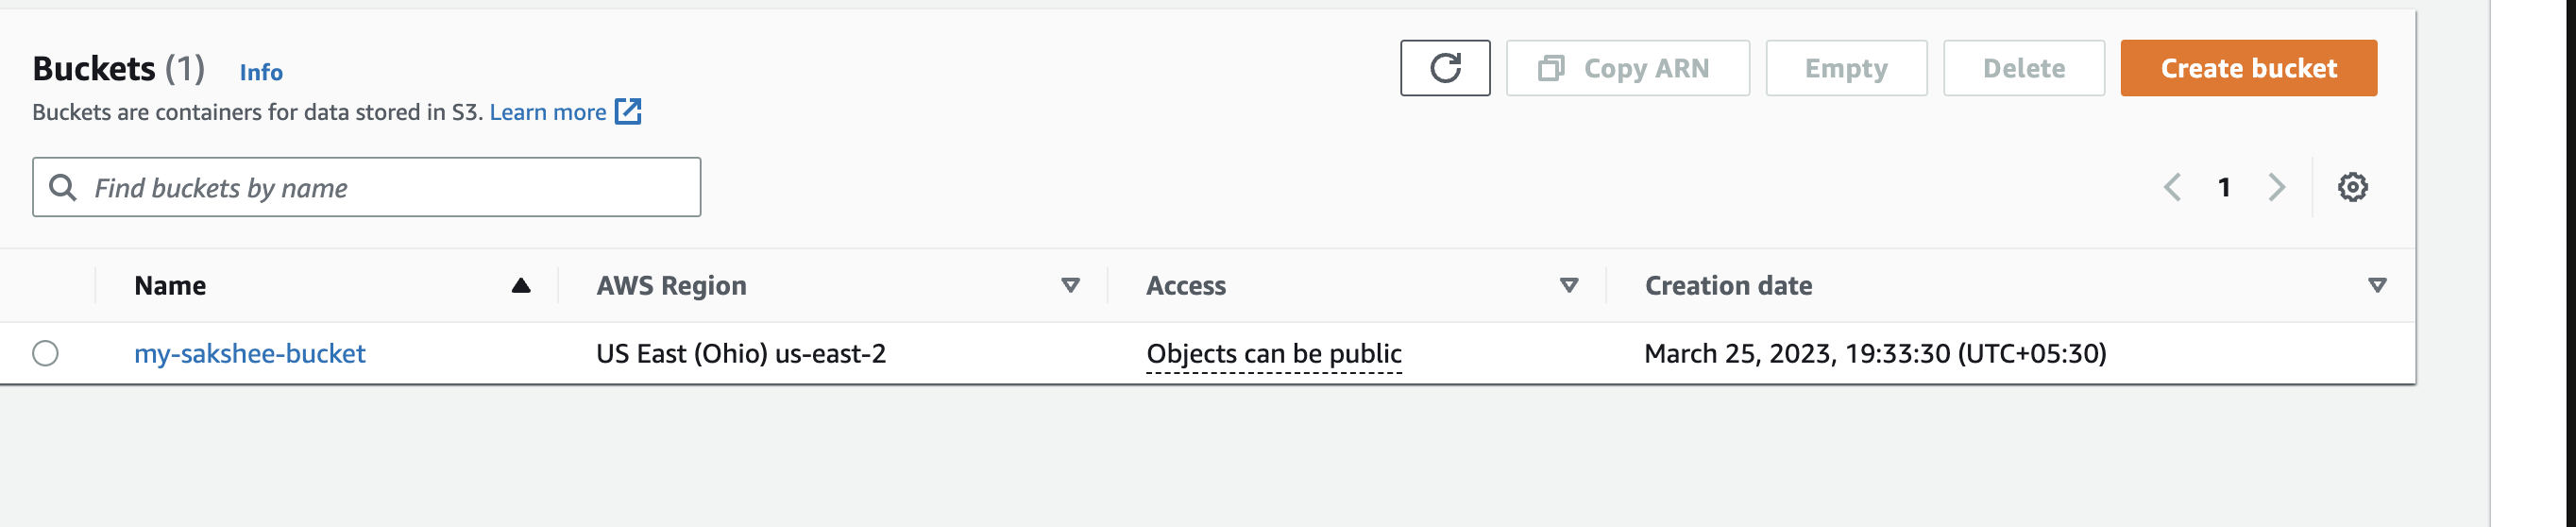 Buckets (1) Info
Buckets are containers for data stored in S3. Learn more
Copy ARN
Empty
Delete
Create bucket
Find buckets by name
1
Name
AWS Region
Access
Creation date
my-sakshee-bucket
US East (Ohio) us-east-2
Objects can be public
March 25, 2023, 19:33:30 (UTC+05:30)